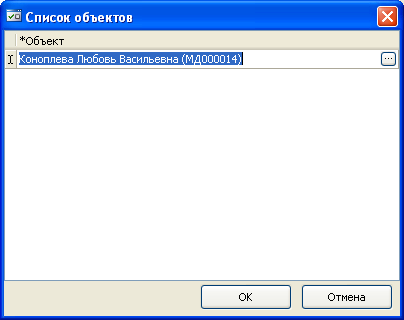 Список объектов
*Объект
Коноплева Любовь Васильевна (МД000014)
...
OK
Отмена